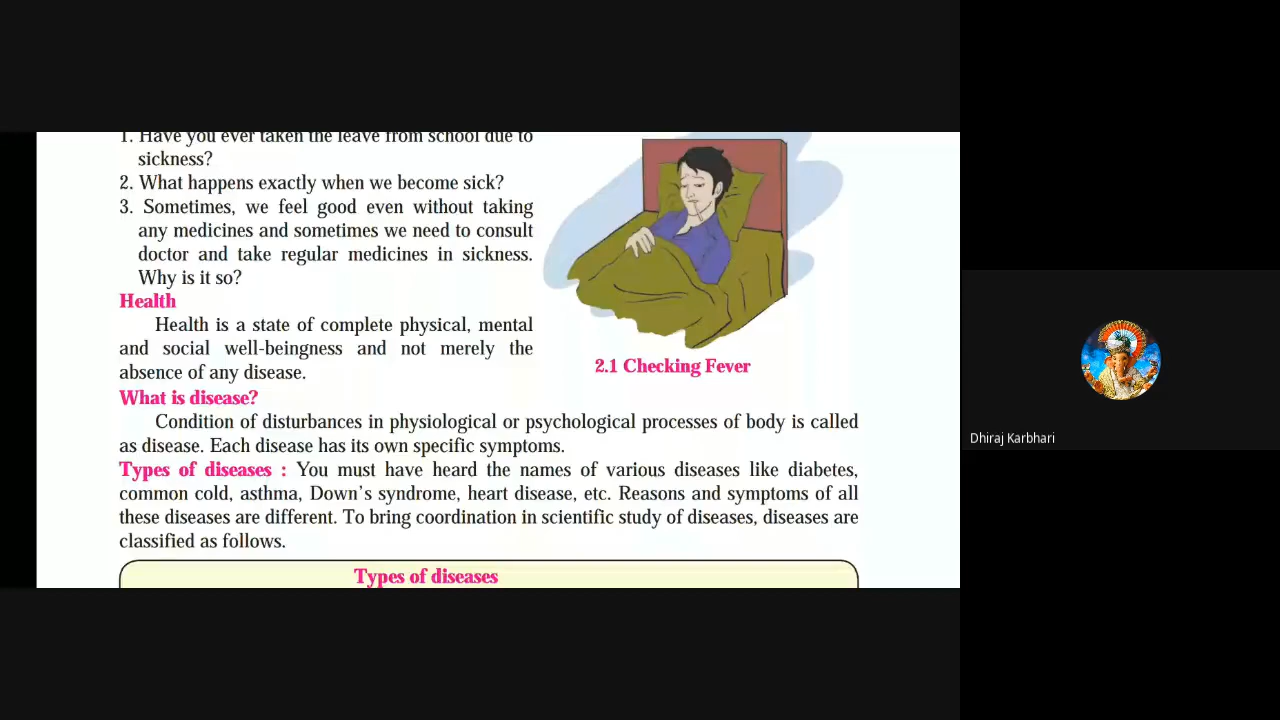 1. Have you ever taken the leave from school due to
sickness?
2. What happens exactly when we become sick?
3. Sometimes, we feel good even without taking
any medicines and sometimes we need to consult
doctor and take regular medicines in sickness.
Why is it so?
Health
Health is a state of complete physical, mental
and social well-beingness and not merely the
absence of any disease.
2.1 Checking Fever
What is disease?
Condition of disturbances in physiological or psychological processes of body is called
as disease. Each disease has its own specific symptoms.
Types of diseases : You must have heard the names of various diseases like diabetes,
common cold, asthma, Down's syndrome, heart disease, etc. Reasons and symptoms of all
these diseases are different. To bring coordination in scientific study of diseases, diseases are
classified as follows.
Types of diseases
Dhiraj Karbhari